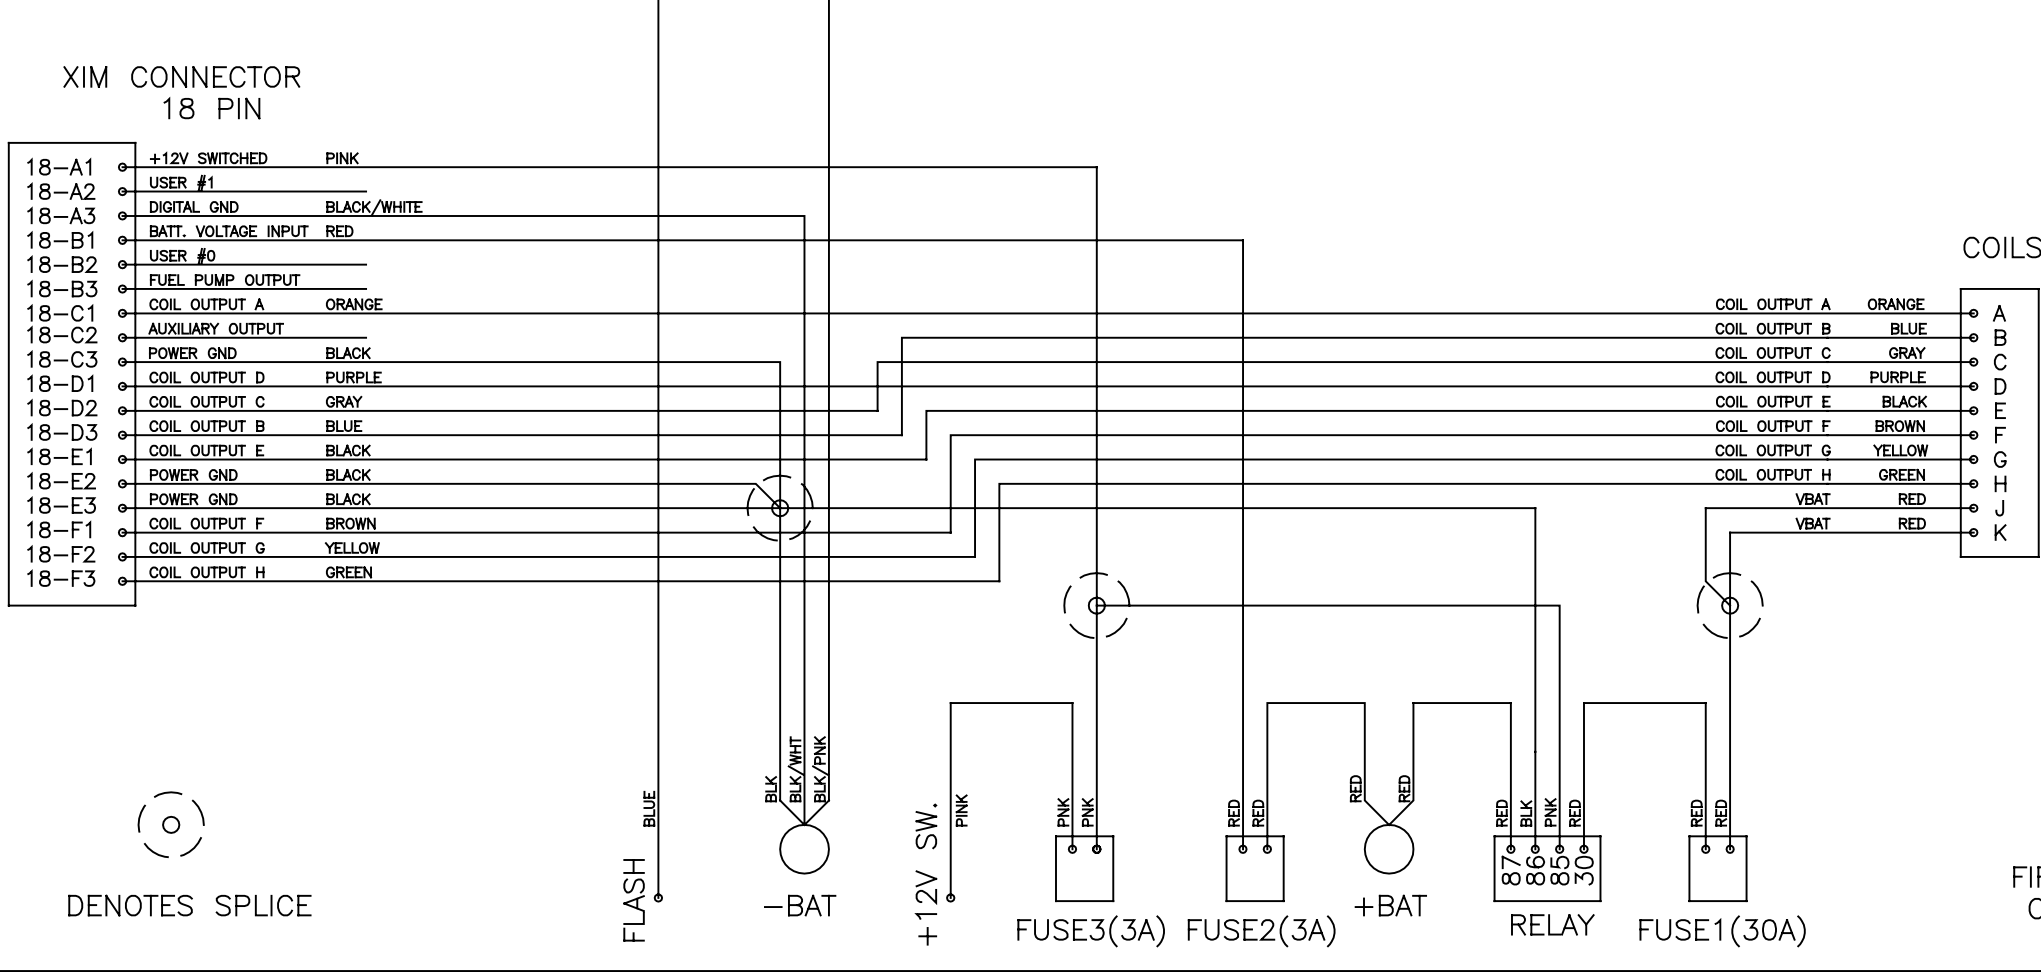 XIM CONNECTOR
18 PIN
18-A1 +12V SWITCHED PINK
18-A2 USER #1
18-A3 DIGITAL GND BLACK/WHITE
18-B1 BATT. VOLTAGE INPUT RED
18-B2 USER #0
18-B3 FUEL PUMP OUTPUT
18-C1 COIL OUTPUT A ORANGE
18-C2 AUXILIARY OUTPUT
18-C3 POWER GND BLACK
18-D1 COIL OUTPUT D PURPLE
18-D2 COIL OUTPUT C GRAY
18-D3 COIL OUTPUT B BLUE
18-E1 COIL OUTPUT E BLACK
18-E2 POWER GND BLACK
18-E3 POWER GND BLACK
18-F1 COIL OUTPUT F BROWN
18-F2 COIL OUTPUT G YELLOW
18-F3 COIL OUTPUT H GREEN
COILS
COIL OUTPUT A ORANGE A
COIL OUTPUT B BLUE B
COIL OUTPUT C GRAY C
COIL OUTPUT D PURPLE D
COIL OUTPUT E BLACK E
COIL OUTPUT F BROWN F
COIL OUTPUT G YELLOW G
COIL OUTPUT H GREEN H
VBAT RED J
VBAT RED K
DENOTES SPLICE
BLUE
FLASH
BLK
BLK/WHT
BLK/PNK
-BAT
+12V SW.
PINK
PNK
PNK
FUSE3(3A)
RED
RED
FUSE2(3A)
RED
RED
+BAT
RED
BLK
PNK
RED
87
86
85
30
RELAY
RED
RED
FUSE1(30A)